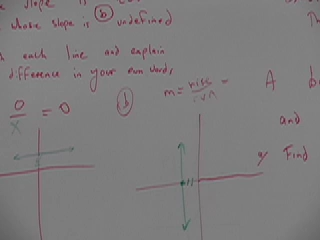 slope is
whose slope is (b) undefined
each line and explain
difference in your own words
0/x = 0
(b)
m = rise/run =
A
and
Find